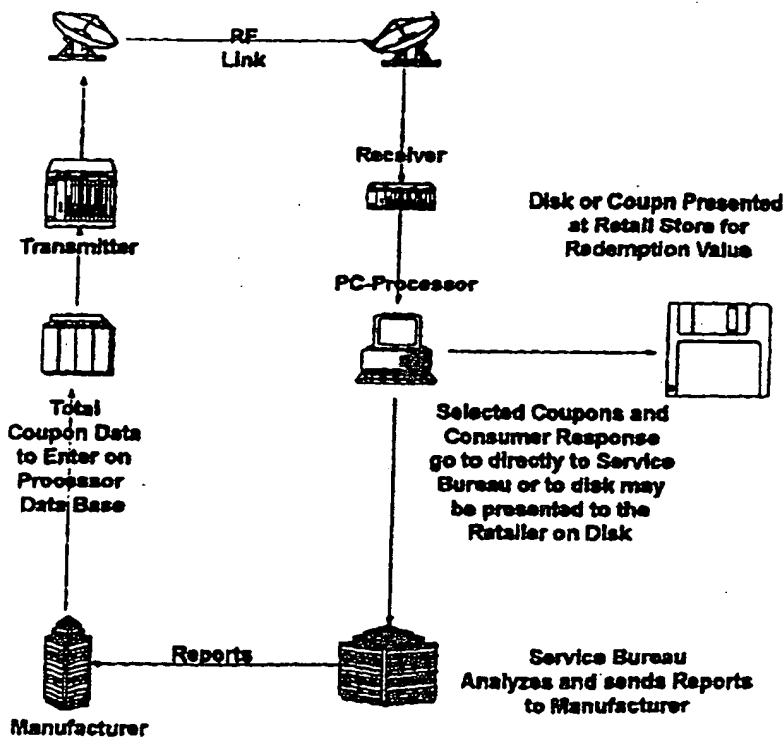 RF
Link
Receiver
Transmitter
Disk or Coupn Presented
at Retail Store for
Redemption Value
PC-Processor
Total
Coupon Data
to Enter on
Processor
Data Base
Selected Coupons and
Consumer Response
go to directly to Service
Bureau or to disk may
be presented to the
Retailer on Disk
Reports
Service Bureau
Analyzes and sends Reports
to Manufacturer
Manufacturer